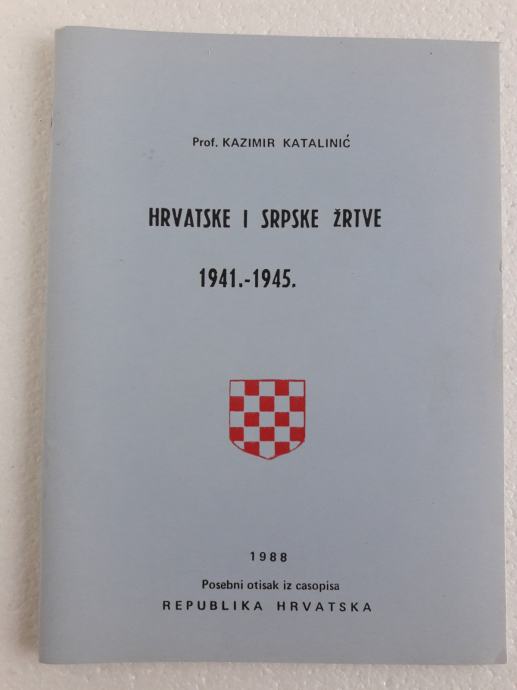 Prof. KAZIMIR KATALINIĆ
HRVATSKE I SRPSKE ŽRTVE
1941.-1945.
1988
Posebni otisak iz casopisa
REPUBLIKA HRVATSKA